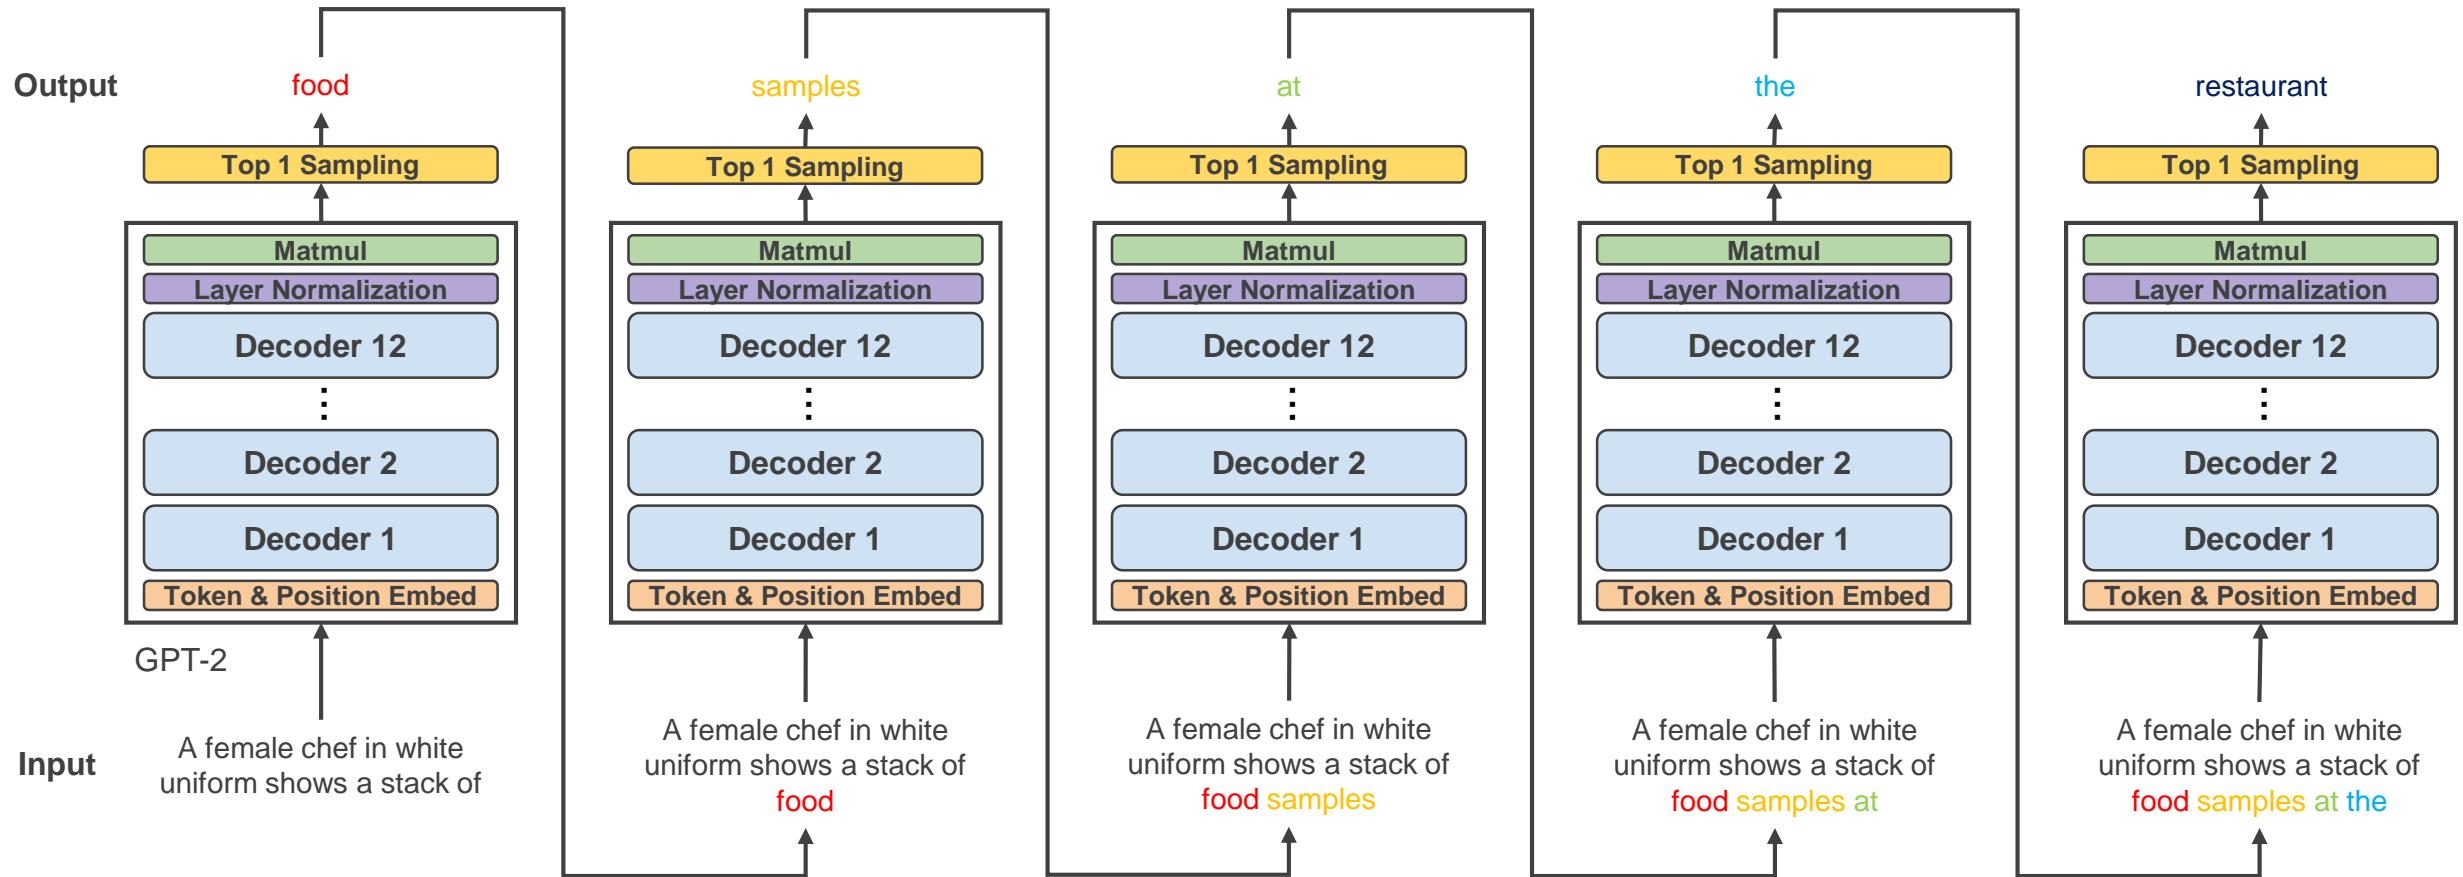 Output
food
samples
at
the
restaurant
Top 1 Sampling
Top 1 Sampling
Top 1 Sampling
Top 1 Sampling
Top 1 Sampling
Matmul
Matmul
Matmul
Matmul
Matmul
Layer Normalization
Layer Normalization
Layer Normalization
Layer Normalization
Layer Normalization
Decoder 12
Decoder 12
Decoder 12
Decoder 12
Decoder 12
Decoder 2
Decoder 2
Decoder 2
Decoder 2
Decoder 2
Decoder 1
Decoder 1
Decoder 1
Decoder 1
Decoder 1
Token & Position Embed
Token & Position Embed
Token & Position Embed
Token & Position Embed
Token & Position Embed
GPT-2
Input
A female chef in white
uniform shows a stack of
A female chef in white
uniform shows a stack of
food
A female chef in white
uniform shows a stack of
food samples
A female chef in white
uniform shows a stack of
food samples at
A female chef in white
uniform shows a stack of
food samples at the